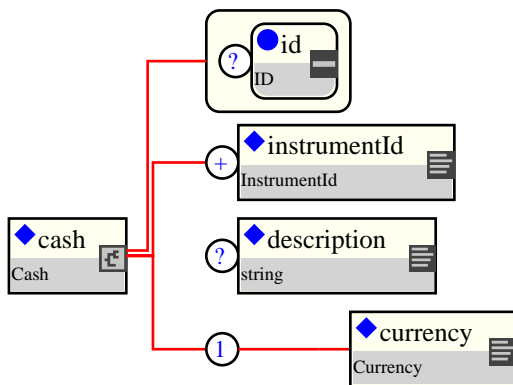 ? id
ID
+ instrumentId
InstrumentId
cash
Cash
? description
string
1 currency
Currency